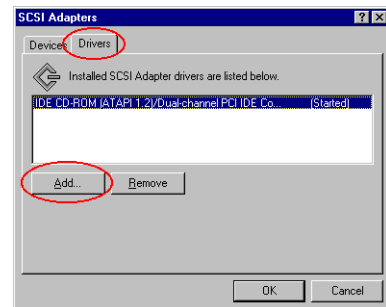 SCSI Adapters
Devices Drivers
Installed SCSI Adapter drivers are listed below.
IDE CD-ROM (ATAPI 1.2)/Dual-channel PCI IDE Co... (Started)
Add... Remove
OK Cancel